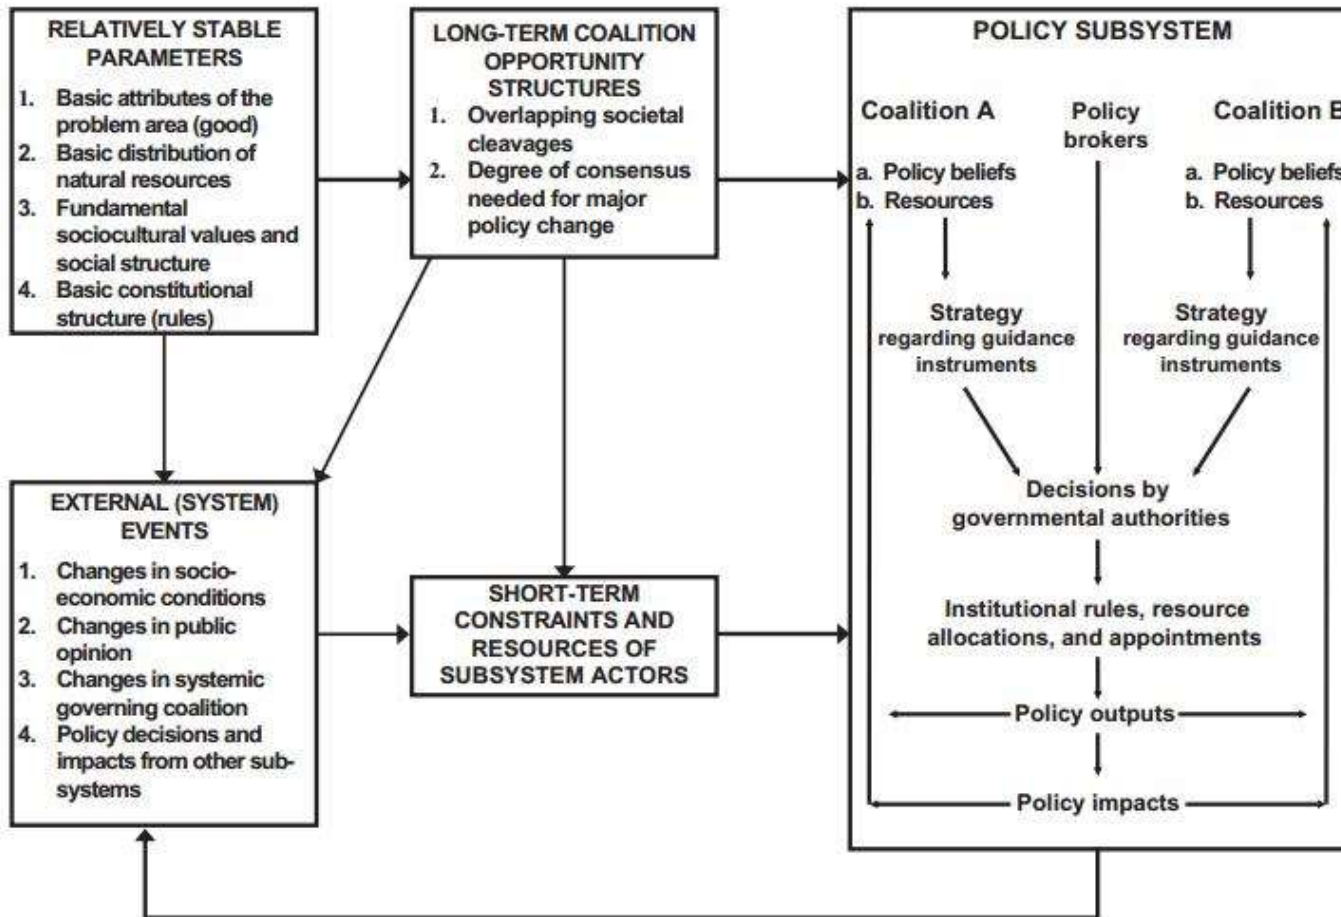 RELATIVELY STABLE
PARAMETERS
1. Basic attributes of the
problem area (good)
2. Basic distribution of
natural resources
3. Fundamental
sociocultural values and
social structure
4. Basic constitutional
structure (rules)
LONG-TERM COALITION
OPPORTUNITY
STRUCTURES
1. Overlapping societal
cleavages
2. Degree of consensus
needed for major
policy change
POLICY SUBSYSTEM
Coalition A
a. Policy beliefs
b. Resources
Strategy
regarding guidance
instruments
Policy
brokers
Coalition B
a. Policy beliefs
b. Resources
Strategy
regarding guidance
instruments
Decisions by
governmental authorities
Institutional rules, resource
allocations, and appointments
Policy outputs
Policy impacts
EXTERNAL (SYSTEM)
EVENTS
1. Changes in socio-
economic conditions
2. Changes in public
opinion
3. Changes in systemic
governing coalition
4. Policy decisions and
impacts from other sub-
systems
SHORT-TERM
CONSTRAINTS AND
RESOURCES OF
SUBSYSTEM ACTORS